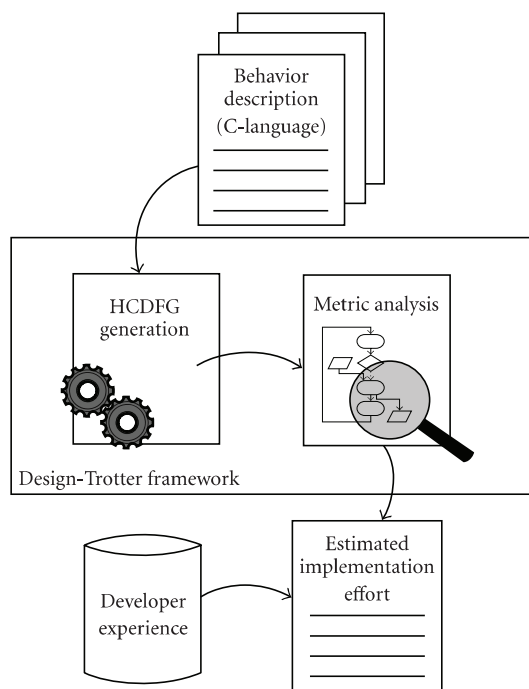 Behavior
description
(C-language)
HCDFG
generation
Metric analysis
Design-Trotter framework
Developer
experience
Estimated
implementation
effort